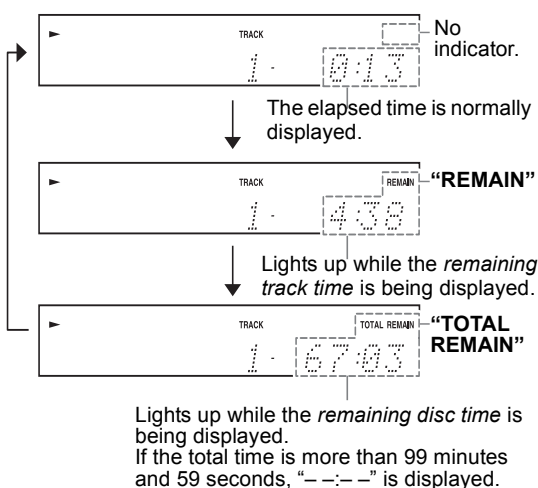 TRACK
No
indicator.
1 - 0:13
The elapsed time is normally
displayed.
TRACK REMAIN “REMAIN”
1 - 4:38
Lights up while the remaining
track time is being displayed.
TRACK TOTAL REMAIN “TOTAL
REMAIN”
1 - 67:03
Lights up while the remaining disc time is
being displayed.
If the total time is more than 99 minutes
and 59 seconds, “– –:– –” is displayed.